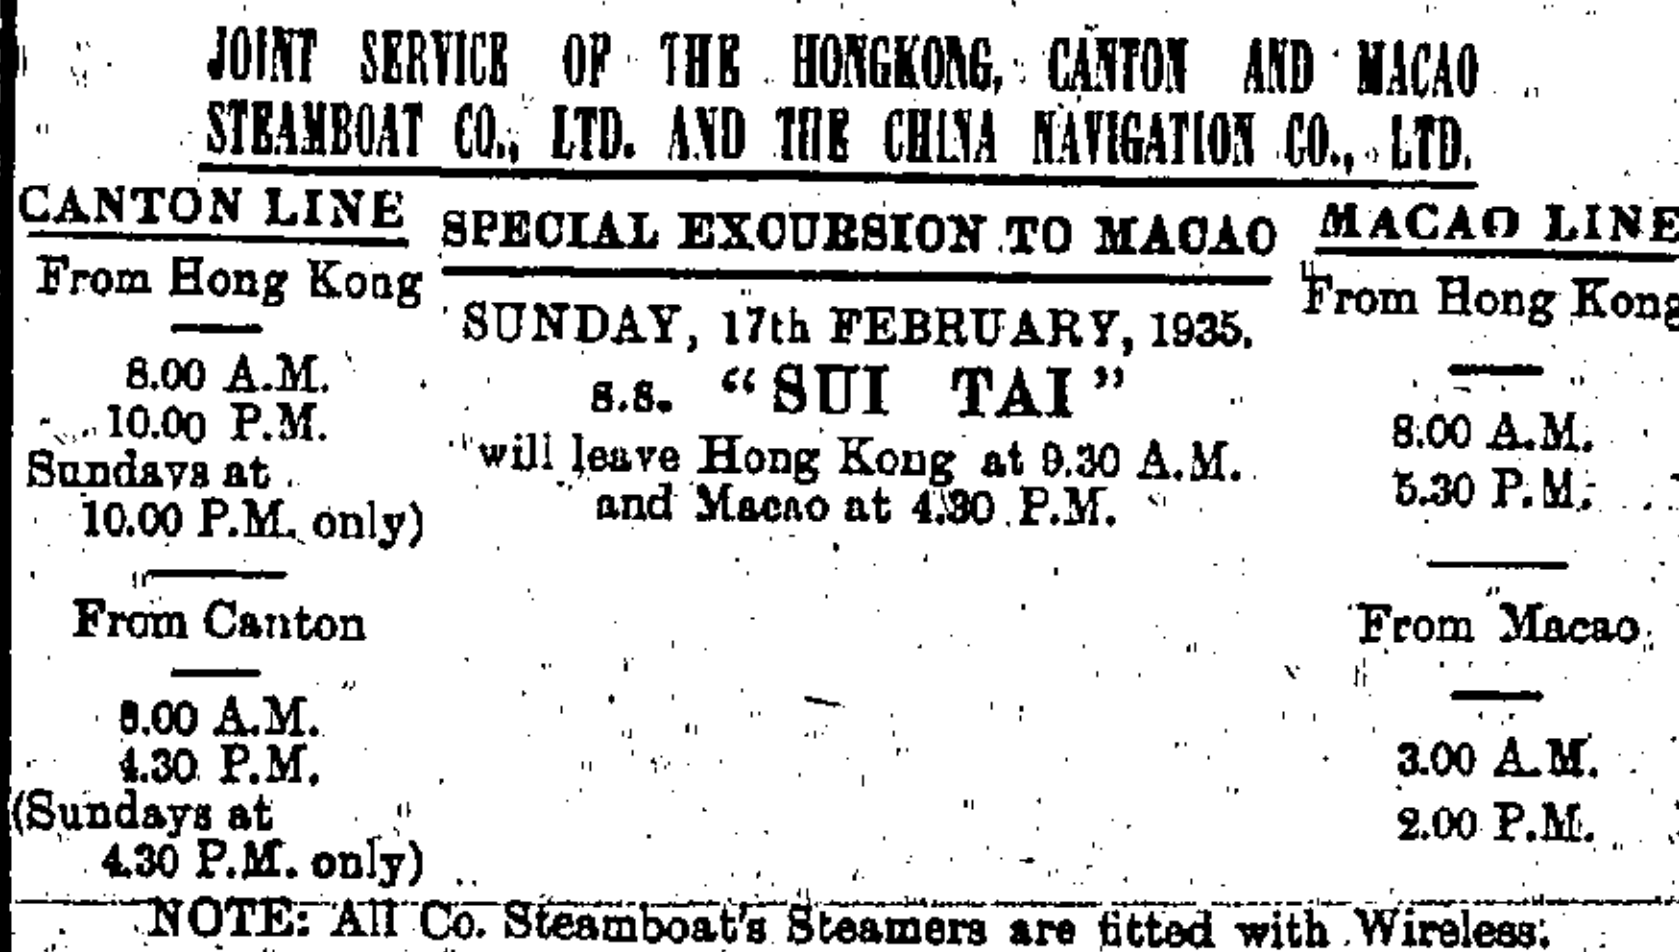 JOINT SERVICE OF THE HONGKONG, CANTON AND MACAO
STEAMBOAT CO., LTD. AND THE CHINA NAVIGATION CO., LTD.
CANTON LINE
From Hong Kong
8.00 A.M.
10.00 P.M.
Sundays at
10.00 P.M. only)
From Canton
8.00 A.M.
4.30 P.M.
(Sundays at
4.30 P.M. only)
SPECIAL EXCURSION TO MACAO
SUNDAY, 17th FEBRUARY, 1935.
s.s. "SUI TAI"
will leave Hong Kong at 9.30 A.M.
and Macao at 4.30 P.M.
MACAO LINE
From Hong Kong
8.00 A.M.
5.30 P.M.
From Macao
3.00 A.M.
2.00 P.M.
NOTE: All Co. Steamboat's Steamers are fitted with Wireless.